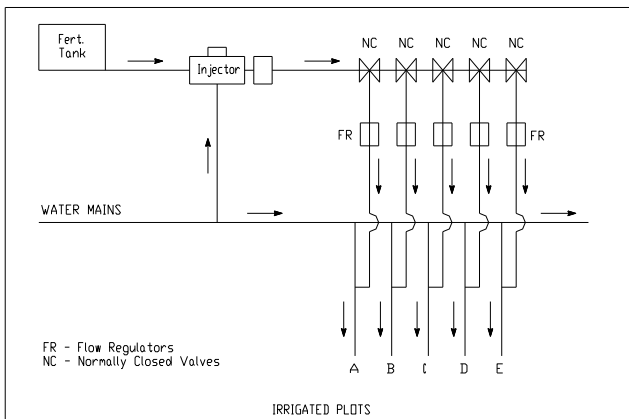 Fert.
Tank
Injector
NC NC NC NC NC
FR FR
WATER MAINS
FR - Flow Regulators
NC - Normally Closed Valves
A B C D E
IRRIGATED PLOTS